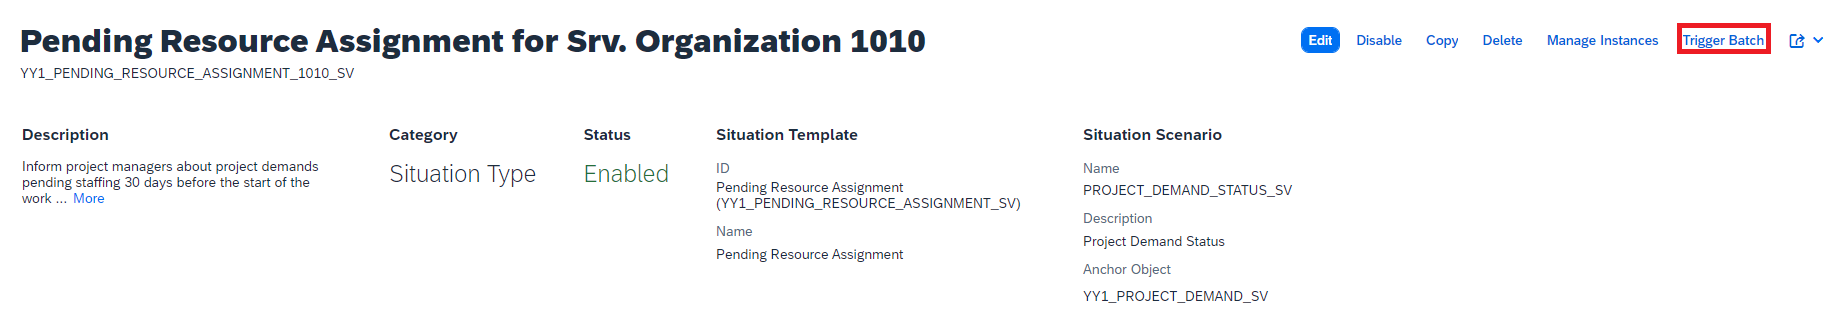 Pending Resource Assignment for Srv. Organization 1010
Edit Disable Copy Delete Manage Instances Trigger Batch
YY1_PENDING_RESOURCE_ASSIGNMENT_1010_SV
Description
Inform project managers about project demands
pending staffing 30 days before the start of the
work ... More
Category
Situation Type
Status
Enabled
Situation Template
ID
Pending Resource Assignment
(YY1_PENDING_RESOURCE_ASSIGNMENT_SV)
Name
Pending Resource Assignment
Situation Scenario
Name
PROJECT_DEMAND_STATUS_SV
Description
Project Demand Status
Anchor Object
YY1_PROJECT_DEMAND_SV